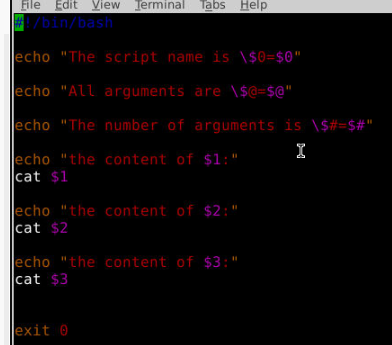 File Edit View Terminal Tabs Help
#!/bin/bash
echo "The script name is \$0=$0"
echo "All arguments are \$@=$@"
echo "The number of arguments is \$#=$#"
echo "the content of $1:"
cat $1
echo "the content of $2:"
cat $2
echo "the content of $3:"
cat $3
exit 0